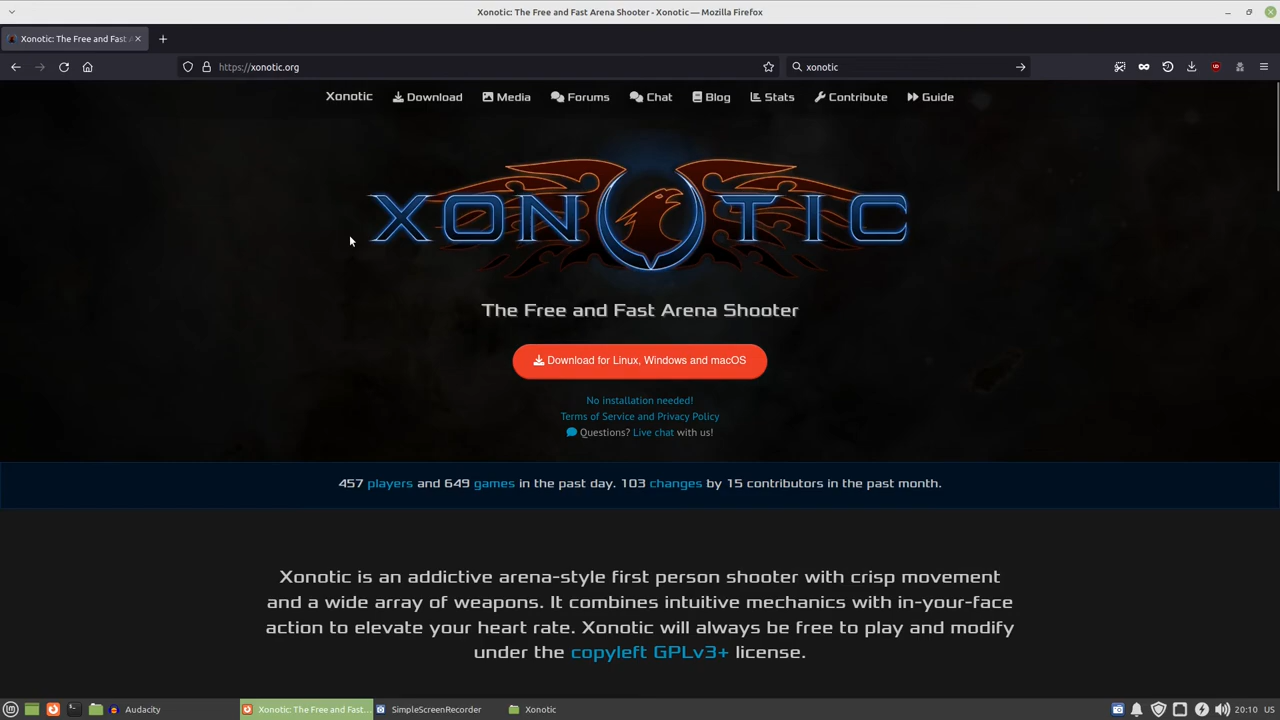 Xonotic: The Free and Fast Arena Shooter - Xonotic — Mozilla Firefox
Xonotic: The Free and Fast A
https://xonotic.org
xonotic
Xonotic Download Media Forums Chat Blog Stats Contribute Guide
XONOTIC
The Free and Fast Arena Shooter
Download for Linux, Windows and macOS
No installation needed!
Terms of Service and Privacy Policy
Questions? Live chat with us!
457 players and 649 games in the past day. 103 changes by 15 contributors in the past month.
Xonotic is an addictive arena-style first person shooter with crisp movement
and a wide array of weapons. It combines intuitive mechanics with in-your-face
action to elevate your heart rate. Xonotic will always be free to play and modify
under the copyleft GPLv3+ license.
Audacity Xonotic: The Free and Fast... SimpleScreenRecorder Xonotic 20:10 US